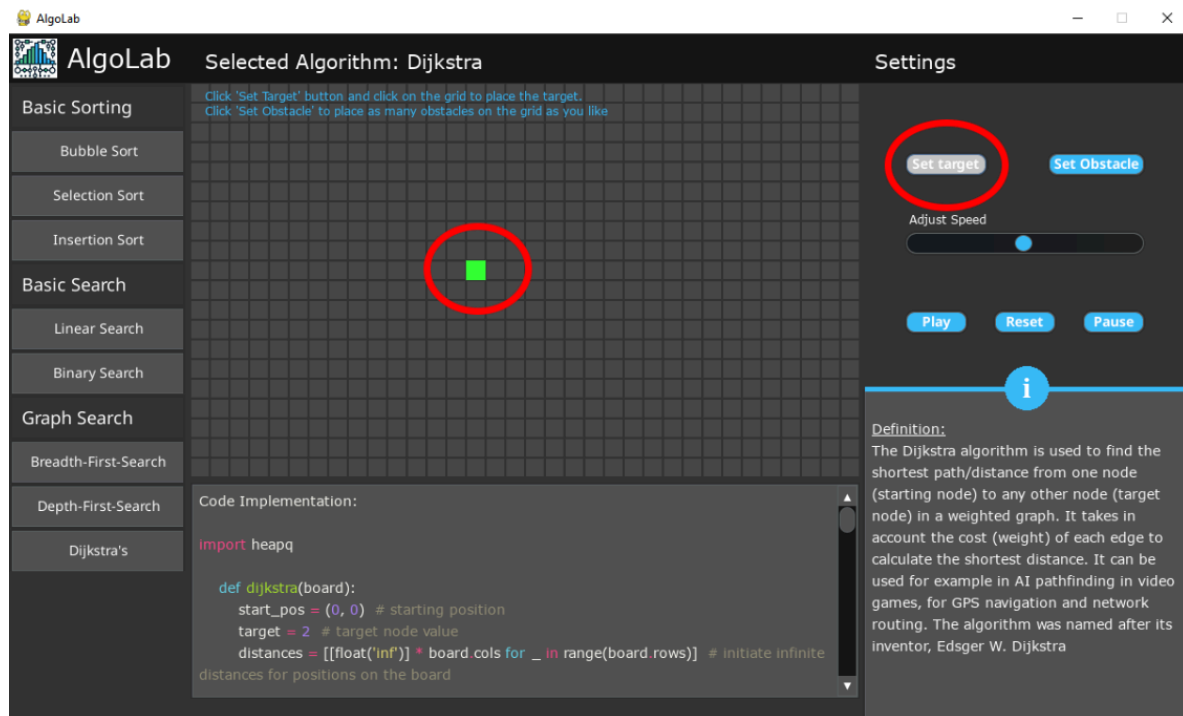 AlgoLab
AlgoLab
Selected Algorithm: Dijkstra
Settings
Basic Sorting
Bubble Sort
Selection Sort
Insertion Sort
Basic Search
Linear Search
Binary Search
Graph Search
Breadth-First-Search
Depth-First-Search
Dijkstra's
Click 'Set Target' button and click on the grid to place the target.
Click 'Set Obstacle' to place as many obstacles on the grid as you like
Code Implementation:
import heapq
def dijkstra(board):
start_pos = (0, 0) # starting position
target = 2 # target node value
distances = [[float('inf')] * board.cols for _ in range(board.rows)] # initiate infinite
distances for positions on the board
Set target
Set Obstacle
Adjust Speed
Play
Reset
Pause
i
Definition:
The Dijkstra algorithm is used to find the
shortest path/distance from one node
(starting node) to any other node (target
node) in a weighted graph. It takes in
account the cost (weight) of each edge to
calculate the shortest distance. It can be
used for example in AI pathfinding in video
games, for GPS navigation and network
routing. The algorithm was named after its
inventor, Edsger W. Dijkstra